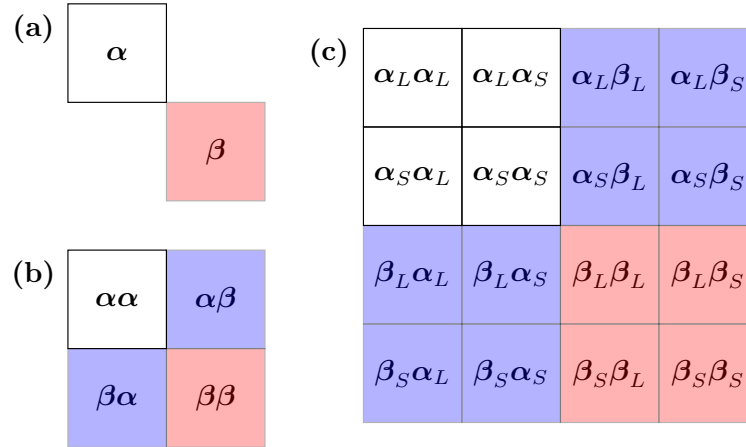 (a)
𝜶
𝜷
(b)
𝜶𝜶 𝜶𝜷
𝜷𝜶 𝜷𝜷
(c)
𝜶_L𝜶_L 𝜶_L𝜶_S 𝜶_L𝜷_L 𝜶_L𝜷_S
𝜶_S𝜶_L 𝜶_S𝜶_S 𝜶_S𝜷_L 𝜶_S𝜷_S
𝜷_L𝜶_L 𝜷_L𝜶_S 𝜷_L𝜷_L 𝜷_L𝜷_S
𝜷_S𝜶_L 𝜷_S𝜶_S 𝜷_S𝜷_L 𝜷_S𝜷_S